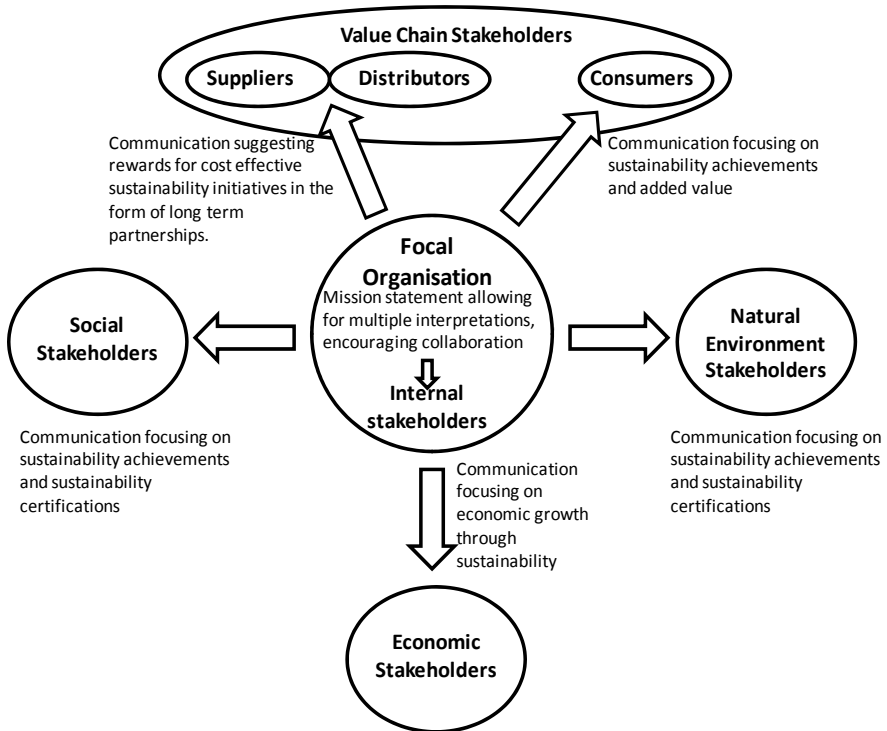 Value Chain Stakeholders
Suppliers
Distributors
Consumers
Communication suggesting
rewards for cost effective
sustainability initiatives in the
form of long term
partnerships.
Communication focusing on
sustainability achievements
and added value
Focal
Organisation
Mission statement allowing
for multiple interpretations,
encouraging collaboration
Internal
stakeholders
Social
Stakeholders
Natural
Environment
Stakeholders
Communication focusing on
sustainability achievements
and sustainability
certifications
Communication focusing on
sustainability achievements
and sustainability
certifications
Communication
focusing on
economic growth
through
sustainability
Economic
Stakeholders